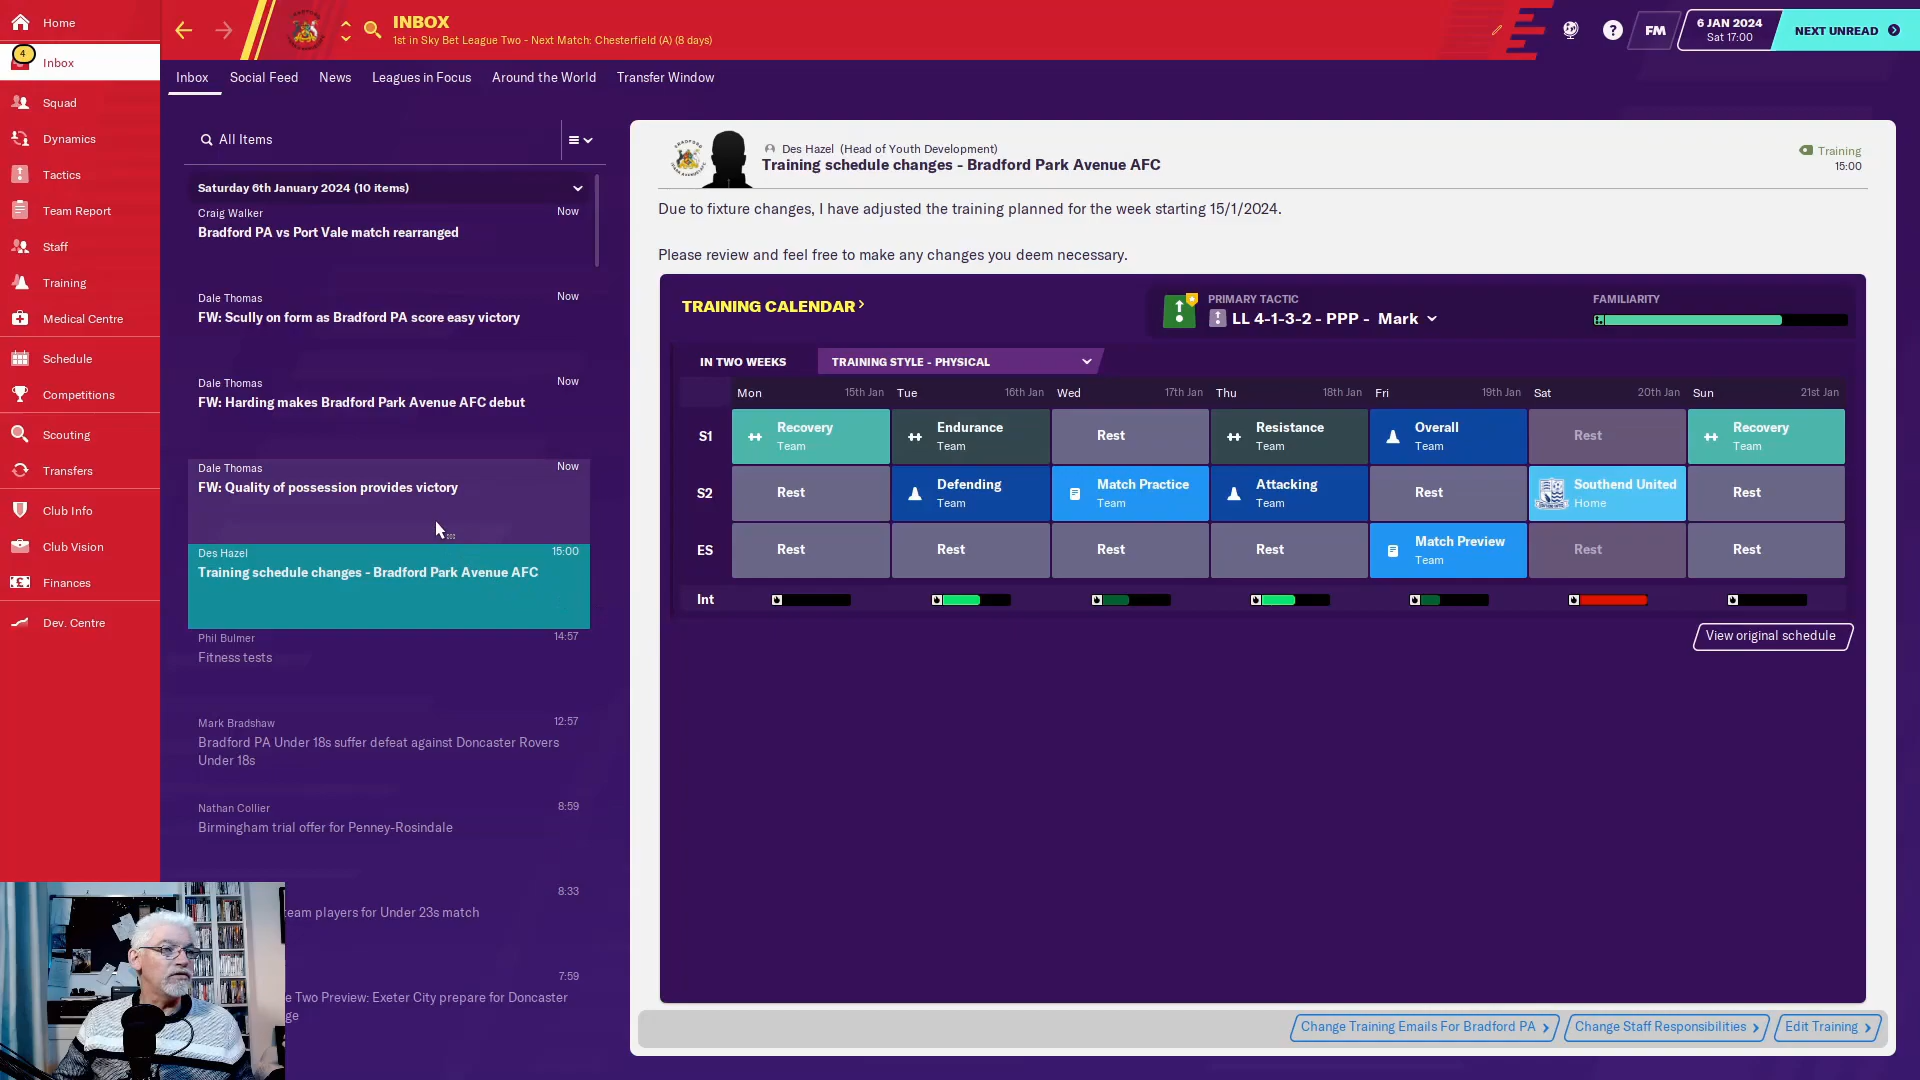 Home
Inbox
4
Squad
Dynamics
Tactics
Team Report
Staff
Training
Medical Centre
Schedule
Competitions
Scouting
Transfers
Club Info
Club Vision
Finances
Dev. Centre
INBOX
1st in Sky Bet League Two - Next Match: Chesterfield (A) (8 days)
?
FM
6 JAN 2024
Sat 17:00
NEXT UNREAD
Inbox Social Feed News Leagues in Focus Around the World Transfer Window
All Items
Saturday 6th January 2024 (10 items)
Craig Walker Now
Bradford PA vs Port Vale match rearranged
Dale Thomas Now
FW: Scully on form as Bradford PA score easy victory
Dale Thomas Now
FW: Harding makes Bradford Park Avenue AFC debut
Dale Thomas Now
FW: Quality of possession provides victory
Des Hazel 15:00
Training schedule changes - Bradford Park Avenue AFC
Phil Bulmer 14:57
Fitness tests
Mark Bradshaw 12:57
Bradford PA Under 18s suffer defeat against Doncaster Rovers
Under 18s
Nathan Collier 8:59
Birmingham trial offer for Penney-Rosindale
8:33
team players for Under 23s match
7:59
e Two Preview: Exeter City prepare for Doncaster
ge
Des Hazel (Head of Youth Development)
Training schedule changes - Bradford Park Avenue AFC
Training
15:00
Due to fixture changes, I have adjusted the training planned for the week starting 15/1/2024.
Please review and feel free to make any changes you deem necessary.
TRAINING CALENDAR
PRIMARY TACTIC
LL 4-1-3-2 - PPP - Mark
FAMILIARITY
IN TWO WEEKS TRAINING STYLE - PHYSICAL
Mon 15th Jan Tue 16th Jan Wed 17th Jan Thu 18th Jan Fri 19th Jan Sat 20th Jan Sun 21st Jan
S1 Recovery Team Endurance Team Rest Resistance Team Overall Team Rest Recovery Team
S2 Rest Defending Team Match Practice Team Attacking Team Rest Southend United Home Rest
ES Rest Rest Rest Rest Match Preview Team Rest Rest
Int
View original schedule
Change Training Emails For Bradford PA Change Staff Responsibilities Edit Training